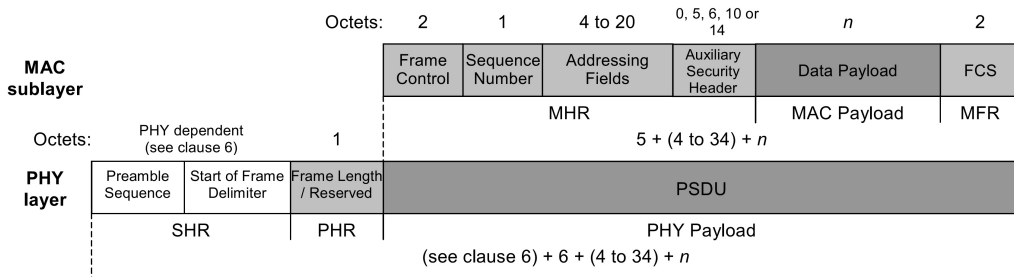 Octets: 2 1 4 to 20 0, 5, 6, 10 or 14 n 2
MAC sublayer
Frame Control
Sequence Number
Addressing Fields
Auxiliary Security Header
Data Payload
FCS
MHR MAC Payload MFR
Octets: PHY dependent (see clause 6) 1 5 + (4 to 34) + n
PHY layer
Preamble Sequence
Start of Frame Delimiter
Frame Length / Reserved
PSDU
SHR PHR PHY Payload
(see clause 6) + 6 + (4 to 34) + n